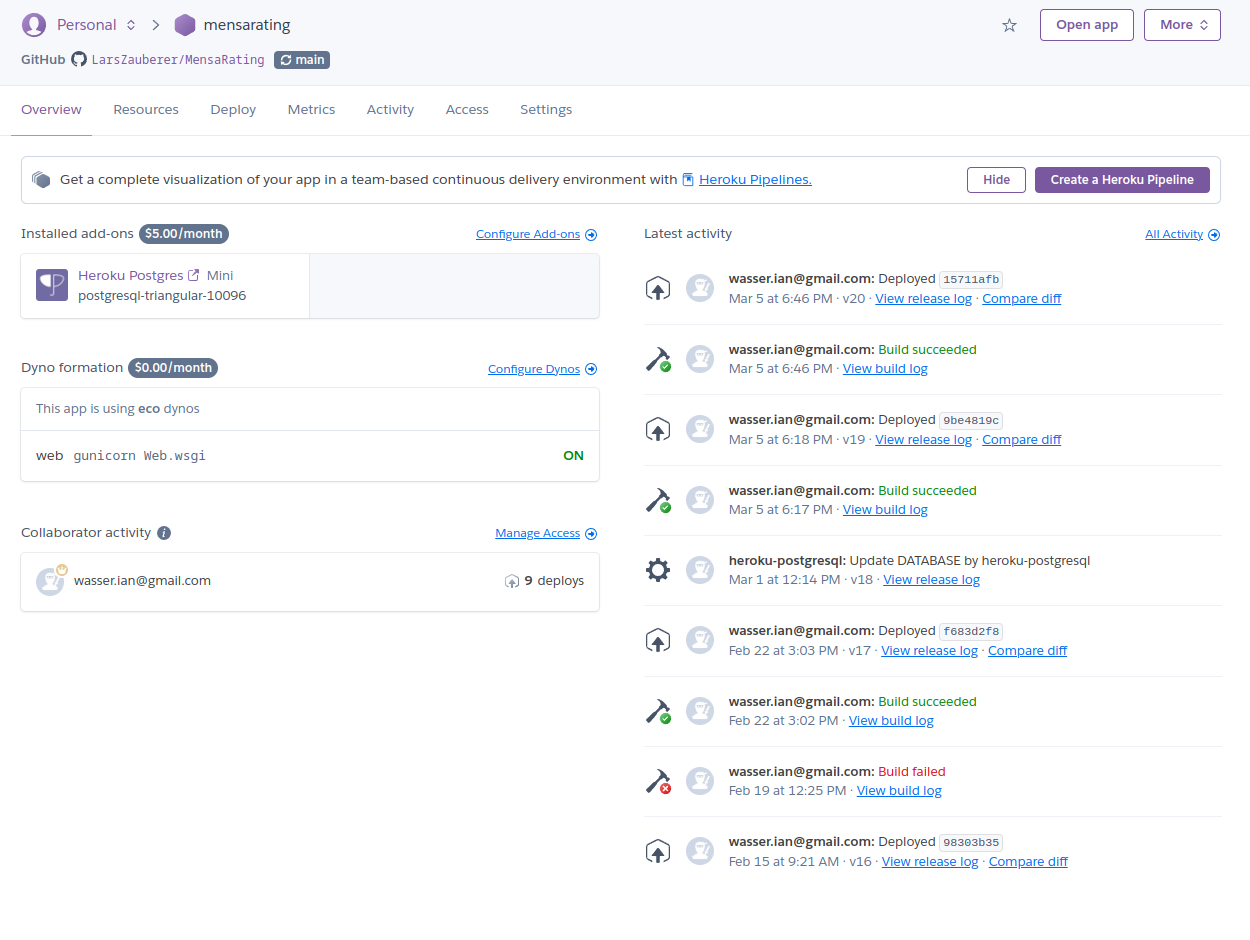 Personal mensarating Open app More
GitHub LarsZauberer/MensaRating main
Overview Resources Deploy Metrics Activity Access Settings
Get a complete visualization of your app in a team-based continuous delivery environment with Heroku Pipelines. Hide Create a Heroku Pipeline
Installed add-ons $5.00/month Configure Add-ons
Heroku Postgres Mini
postgresql-triangular-10096
Dyno formation $0.00/month Configure Dynos
This app is using eco dynos
web gunicorn Web.wsgi ON
Collaborator activity Manage Access
wasser.ian@gmail.com 9 deploys
Latest activity All Activity
wasser.ian@gmail.com: Deployed 15711afb
Mar 5 at 6:46 PM · v20 · View release log · Compare diff
wasser.ian@gmail.com: Build succeeded
Mar 5 at 6:46 PM · View build log
wasser.ian@gmail.com: Deployed 9be4819c
Mar 5 at 6:18 PM · v19 · View release log · Compare diff
wasser.ian@gmail.com: Build succeeded
Mar 5 at 6:17 PM · View build log
heroku-postgresql: Update DATABASE by heroku-postgresql
Mar 1 at 12:14 PM · v18 · View release log
wasser.ian@gmail.com: Deployed f683d2f8
Feb 22 at 3:03 PM · v17 · View release log · Compare diff
wasser.ian@gmail.com: Build succeeded
Feb 22 at 3:02 PM · View build log
wasser.ian@gmail.com: Build failed
Feb 19 at 12:25 PM · View build log
wasser.ian@gmail.com: Deployed 98303b35
Feb 15 at 9:21 AM · v16 · View release log · Compare diff